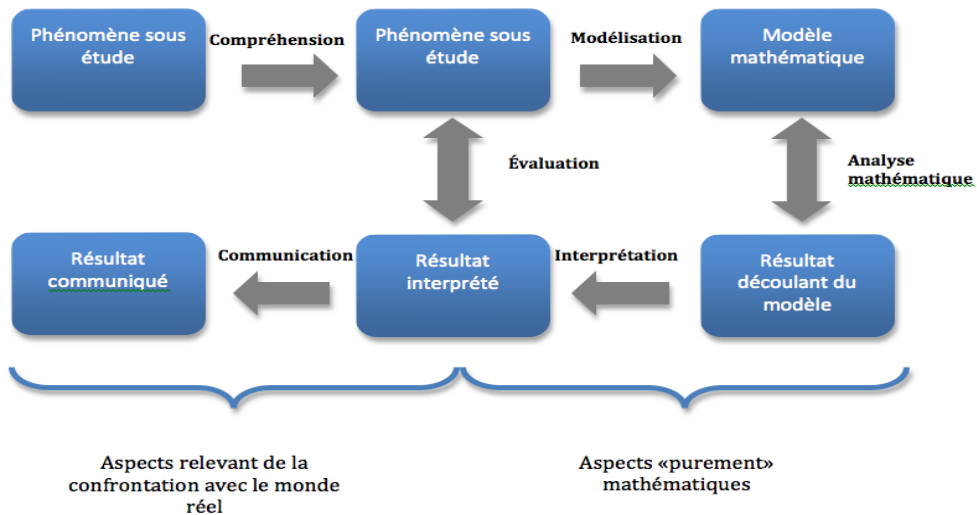 Phénomène sous
étude
Compréhension
Phénomène sous
étude
Modélisation
Modèle
mathématique
Évaluation
Analyse
mathématique
Résultat
communiqué
Communication
Résultat
interprété
Interprétation
Résultat
découlant du
modèle
Aspects relevant de la
confrontation avec le monde
réel
Aspects «purement»
mathématiques